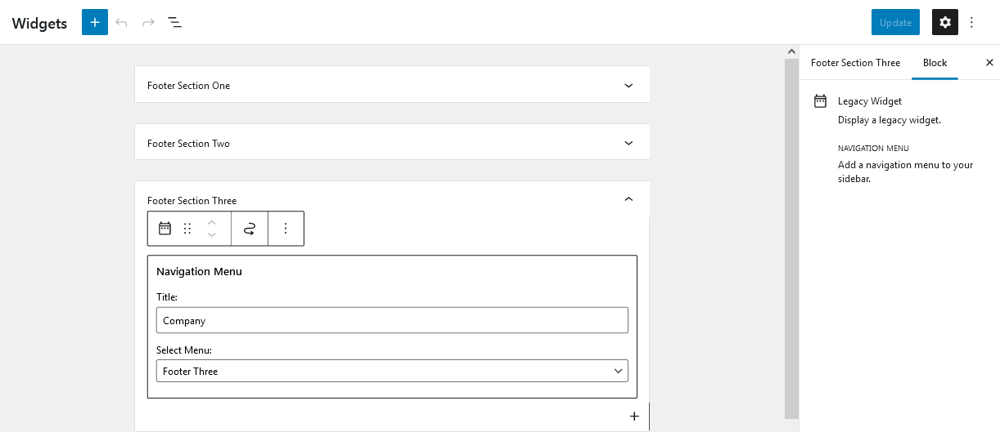 Widgets
Update
Footer Section One
Footer Section Two
Footer Section Three
Navigation Menu
Title:
Company
Select Menu:
Footer Three
Footer Section Three
Block
Legacy Widget
Display a legacy widget.
NAVIGATION MENU
Add a navigation menu to your
sidebar.